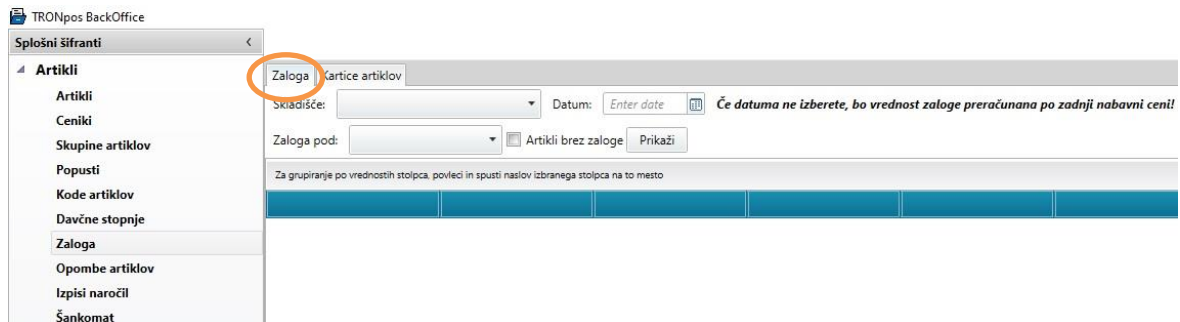 TRONpos BackOffice
Splošni šifranti <
Artikli
Artikli
Ceniki
Skupine artiklov
Popusti
Kode artiklov
Davčne stopnje
Zaloga
Opombe artiklov
Izpisi naročil
Šankomat
Zaloga Kartice artiklov
Skladišče: Datum: Enter date Če datuma ne izberete, bo vrednost zaloge preračunana po zadnji nabavni ceni!
Zaloga pod: Artikli brez zaloge Prikaži
Za grupiranje po vrednostih stolpca, povleci in spusti naslov izbranega stolpca na to mesto